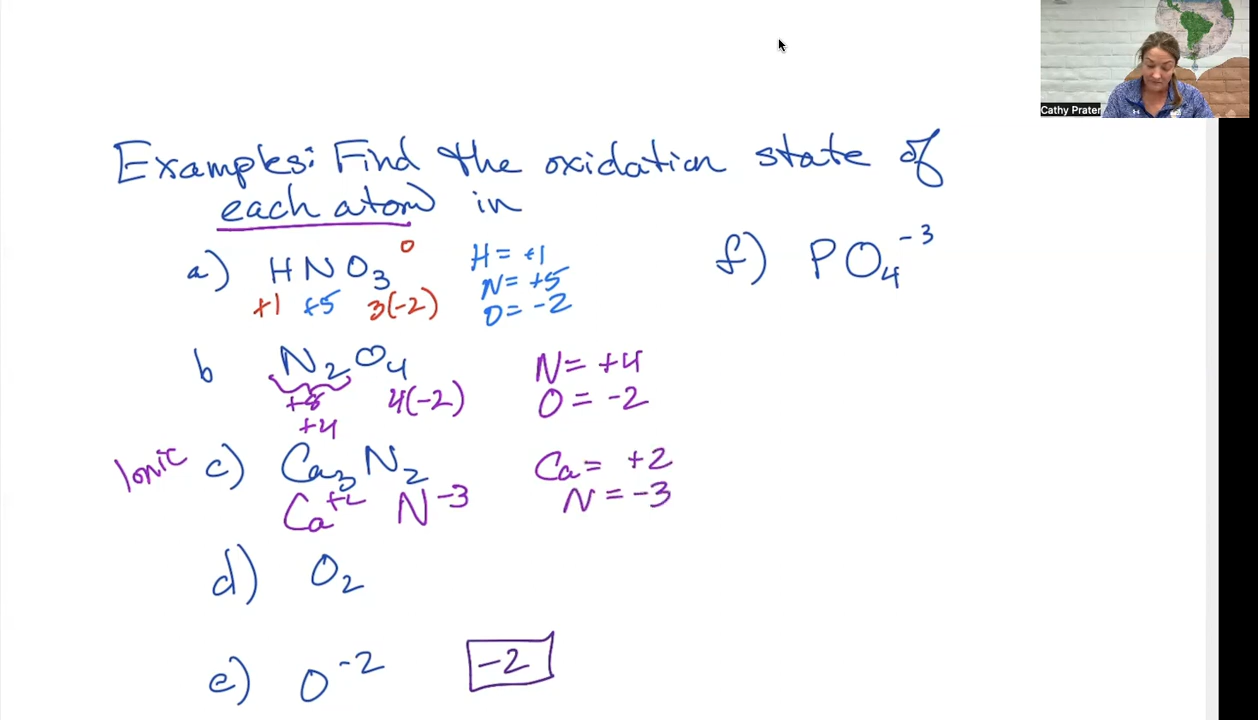 Examples: Find the oxidation state of
each atom in
a) HNO3 0 H = +1
+1 +5 3(-2) N = +5
O = -2
b N2O4 N = +4
+8 4(-2) O = -2
+4
Ionic c) Ca3N2 Ca = +2
Ca+2 N-3 N = -3
d) O2
e) O-2 -2
f) PO4-3
Cathy Prater